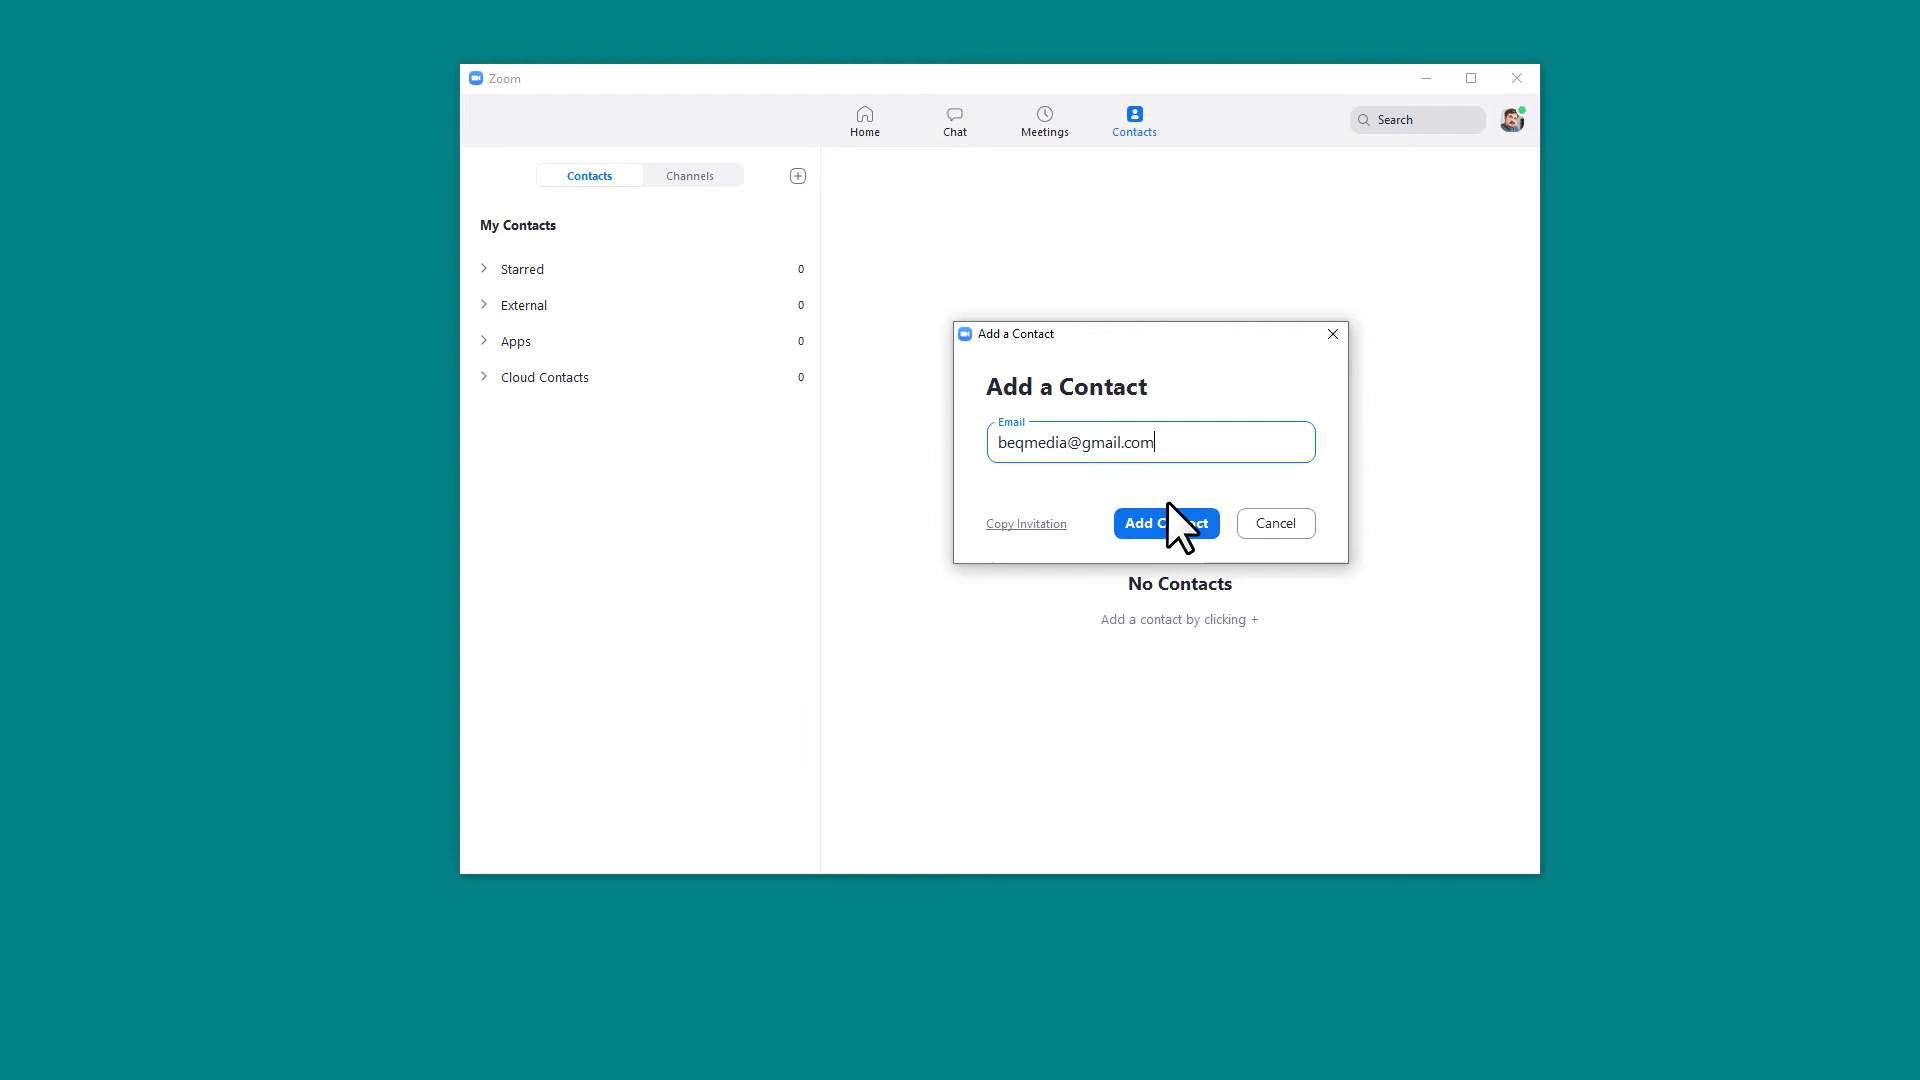 Zoom
Home
Chat
Meetings
Contacts
Search
Contacts
Channels
My Contacts
Starred 0
External 0
Apps 0
Cloud Contacts 0
Add a Contact
Add a Contact
Email
beqmedia@gmail.com
Copy Invitation
Add
Cancel
No Contacts
Add a contact by clicking +